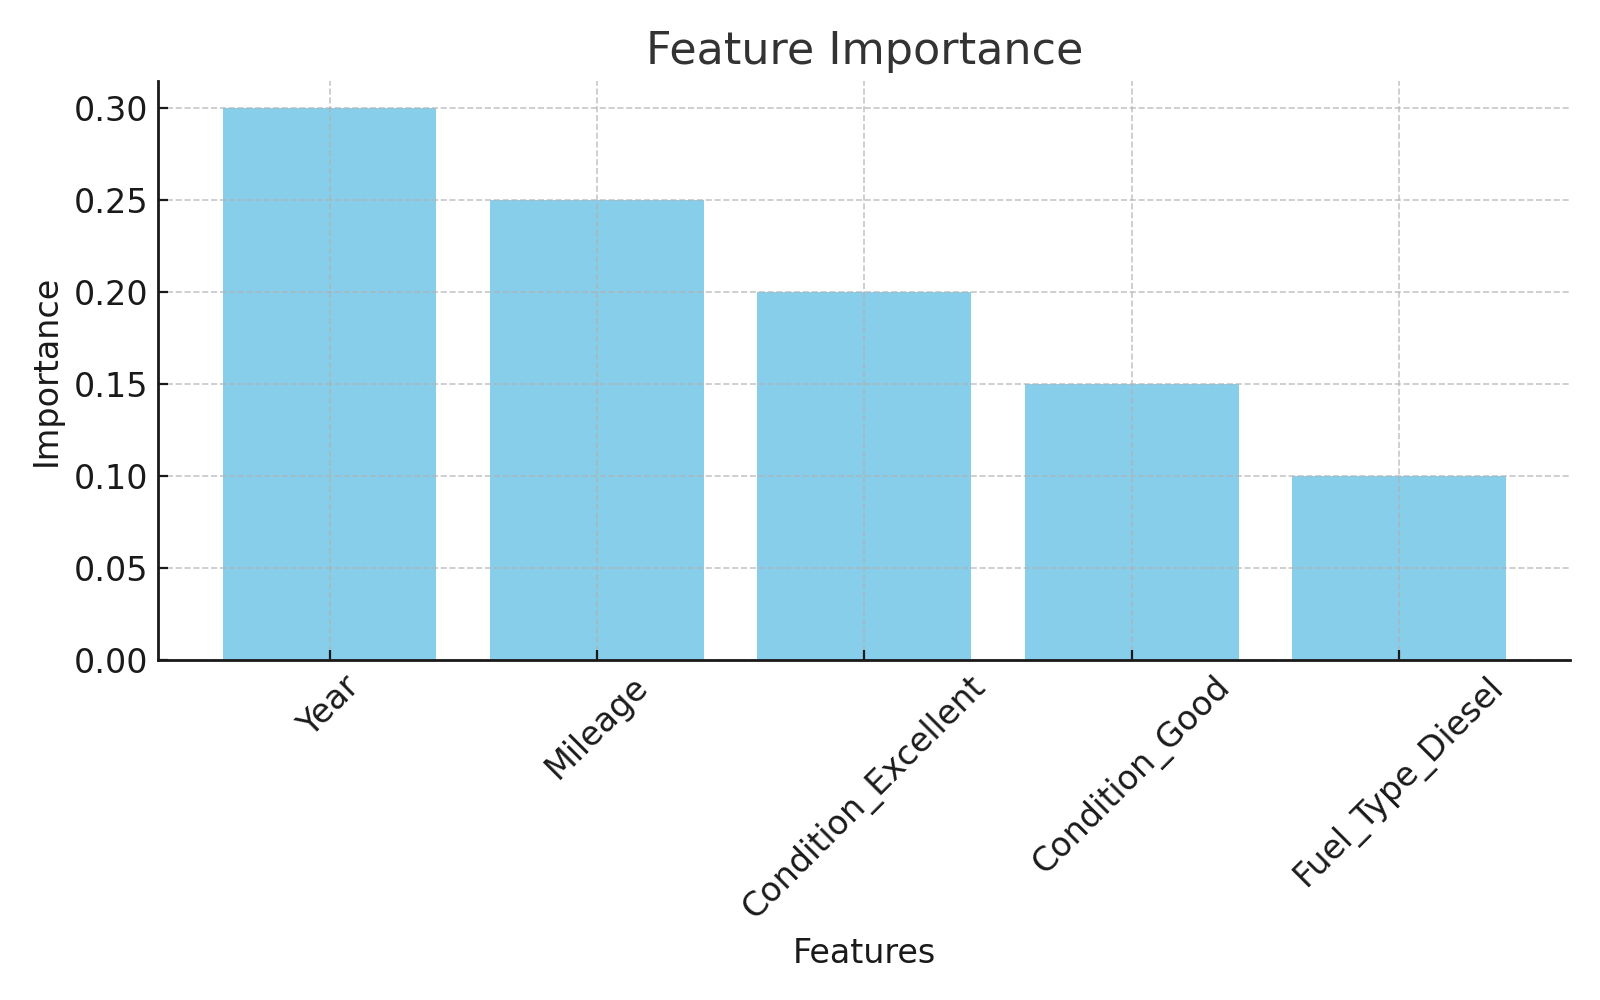 Feature Importance
0.30
0.25
0.20
0.15
0.10
0.05
0.00
Importance
Year
Mileage
Condition_Excellent
Condition_Good
Fuel_Type_Diesel
Features